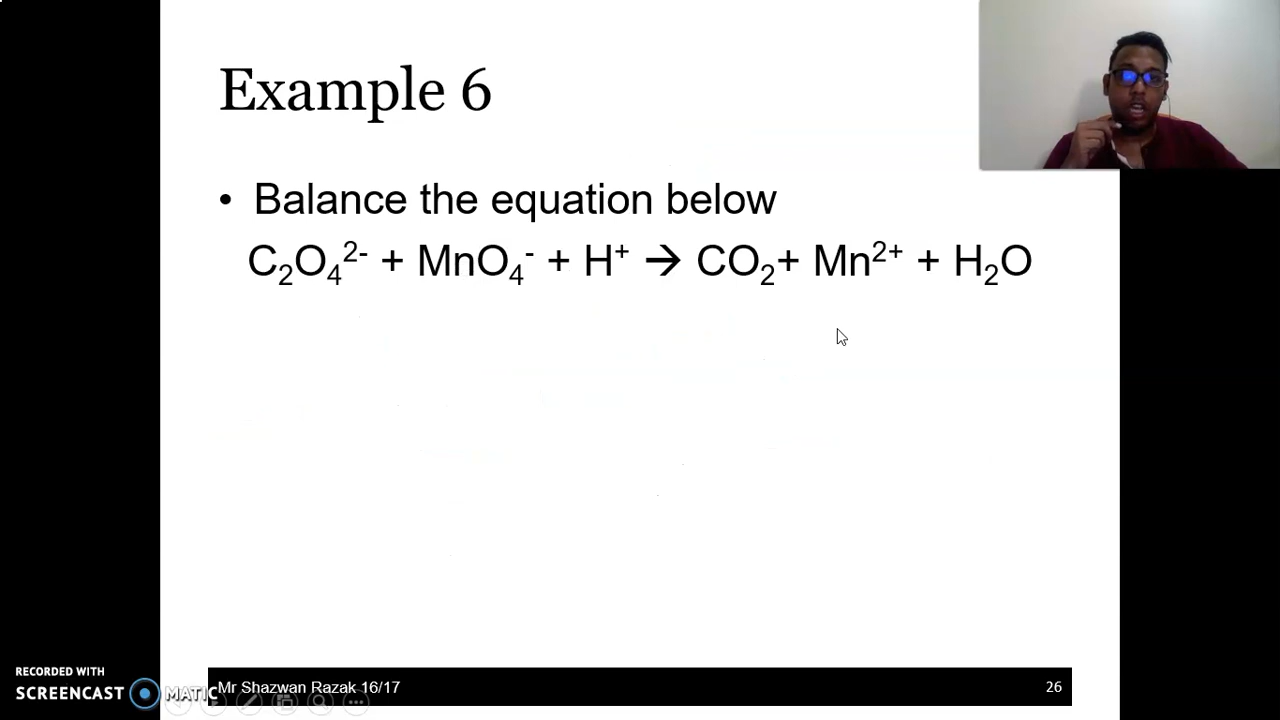 Example 6
• Balance the equation below
C₂O₄²⁻ + MnO₄⁻ + H⁺ → CO₂+ Mn²⁺ + H₂O
RECORDED WITH
SCREENCAST MATIC
Mr Shazwan Razak 16/17
26